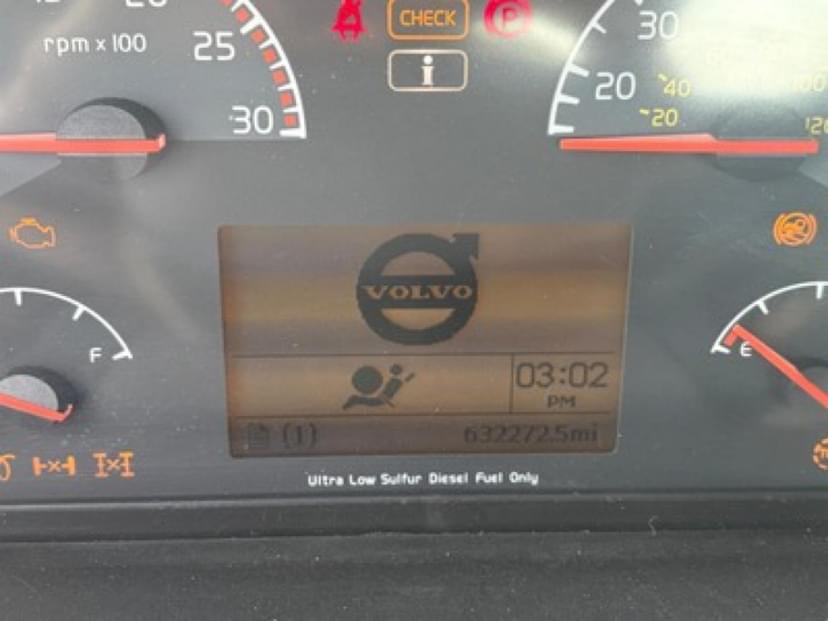 CHECK
P
i
rpm x 100
25
30
30
20
40
20
120
F
E
VOLVO
03:02
PM
(1)
632272.5mi
Ultra Low Sulfur Diesel Fuel Only